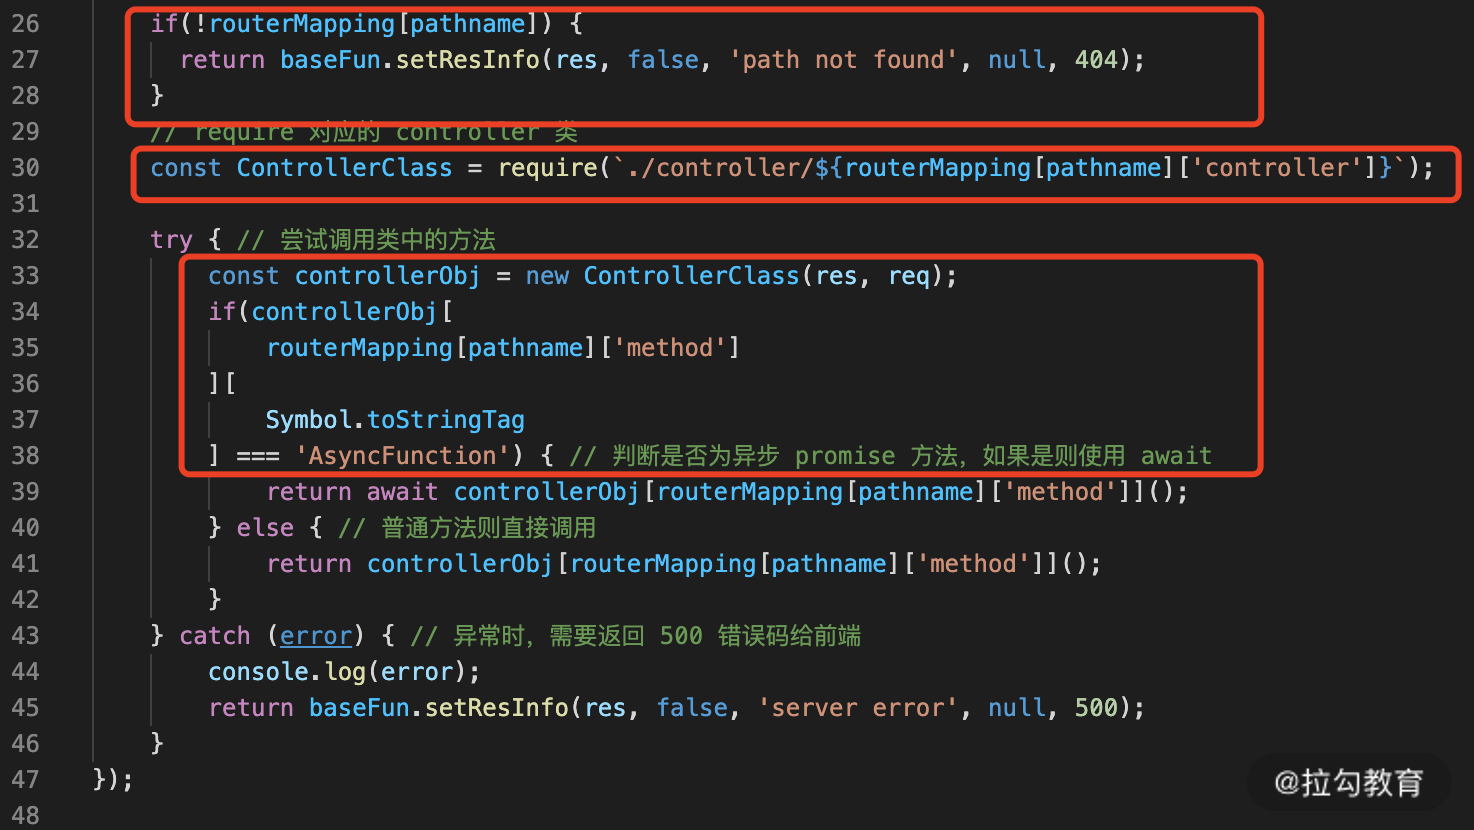 26 if(!routerMapping[pathname]) {
27 return baseFun.setResInfo(res, false, 'path not found', null, 404);
28 }
29 // require 对应的 controller 类
30 const ControllerClass = require(`./controller/${routerMapping[pathname]['controller']}`);
31
32 try { // 尝试调用类中的方法
33 const controllerObj = new ControllerClass(res, req);
34 if(controllerObj[
35 routerMapping[pathname]['method']
36 ][
37 Symbol.toStringTag
38 ] === 'AsyncFunction') { // 判断是否为异步 promise 方法，如果是则使用 await
39 return await controllerObj[routerMapping[pathname]['method']]();
40 } else { // 普通方法则直接调用
41 return controllerObj[routerMapping[pathname]['method']]();
42 }
43 } catch (error) { // 异常时，需要返回 500 错误码给前端
44 console.log(error);
45 return baseFun.setResInfo(res, false, 'server error', null, 500);
46 }
47 });
48
@拉勾教育